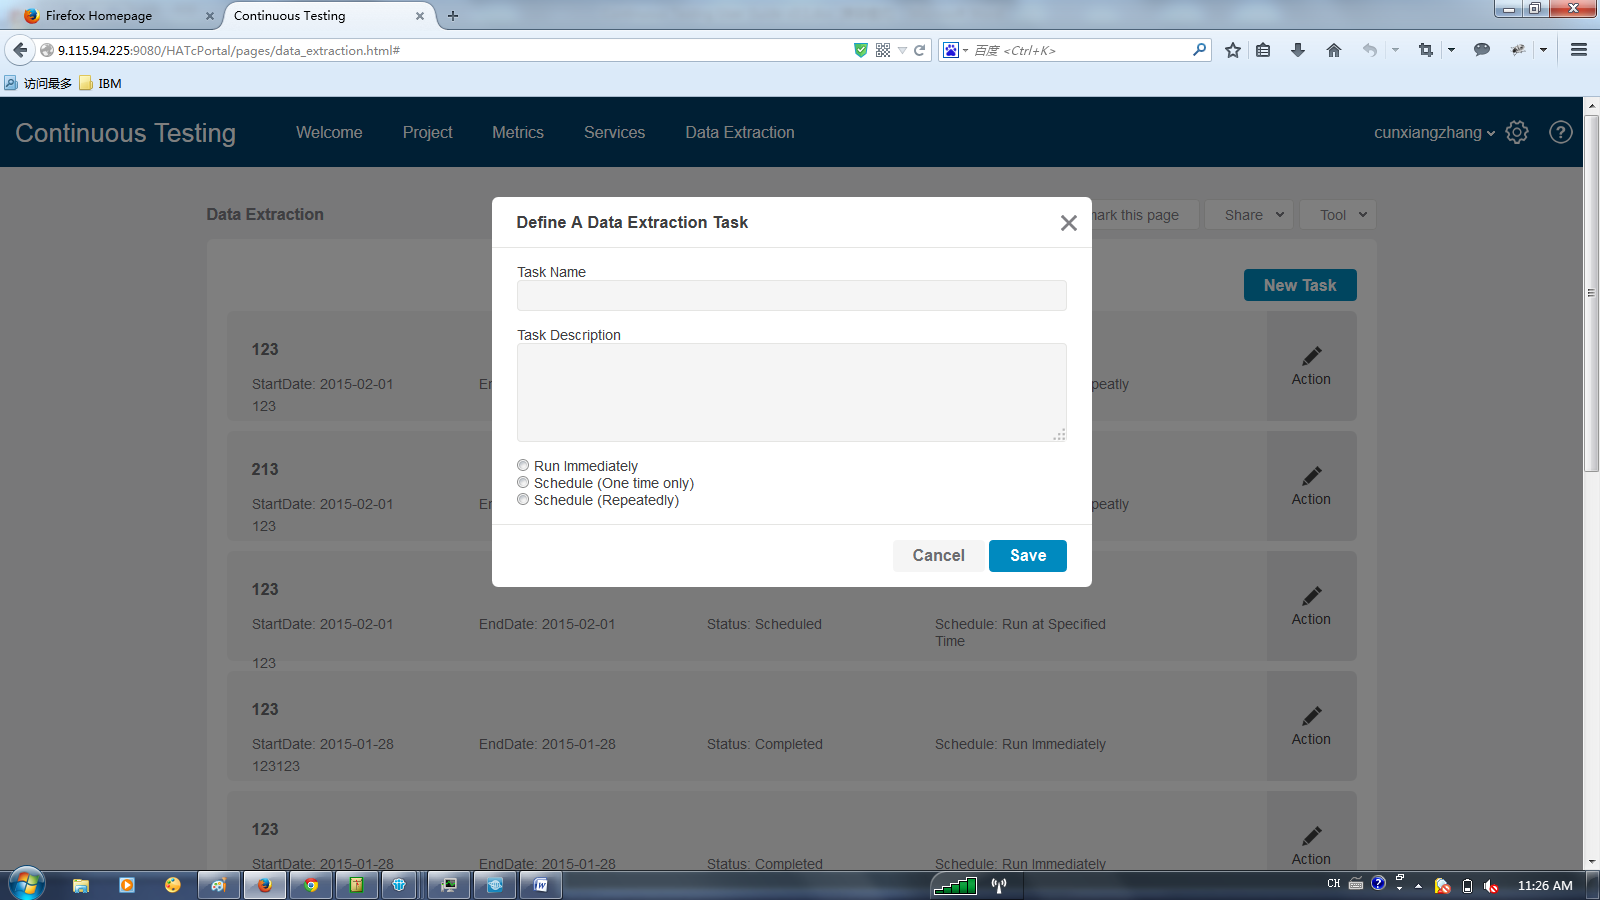 Firefox Homepage
Continuous Testing
9.115.94.225:9080/HATcPortal/pages/data_extraction.html#
百度 <Ctrl+K>
访问最多
IBM
Continuous Testing
Welcome
Project
Metrics
Services
Data Extraction
cunxiangzhang
Data Extraction
mark this page
Share
Tool
New Task
Define A Data Extraction Task
Task Name
Task Description
Run Immediately
Schedule (One time only)
Schedule (Repeatedly)
Cancel
Save
123
StartDate: 2015-02-01
En
peatly
123
Action
213
StartDate: 2015-02-01
En
peatly
123
Action
123
StartDate: 2015-02-01
EndDate: 2015-02-01
Status: Scheduled
Schedule: Run at Specified
Time
123
Action
123
StartDate: 2015-01-28
EndDate: 2015-01-28
Status: Completed
Schedule: Run Immediately
123123
Action
123
StartDate: 2015-01-28
EndDate: 2015-01-28
Status: Completed
Schedule: Run Immediately
Action
CH
11:26 AM